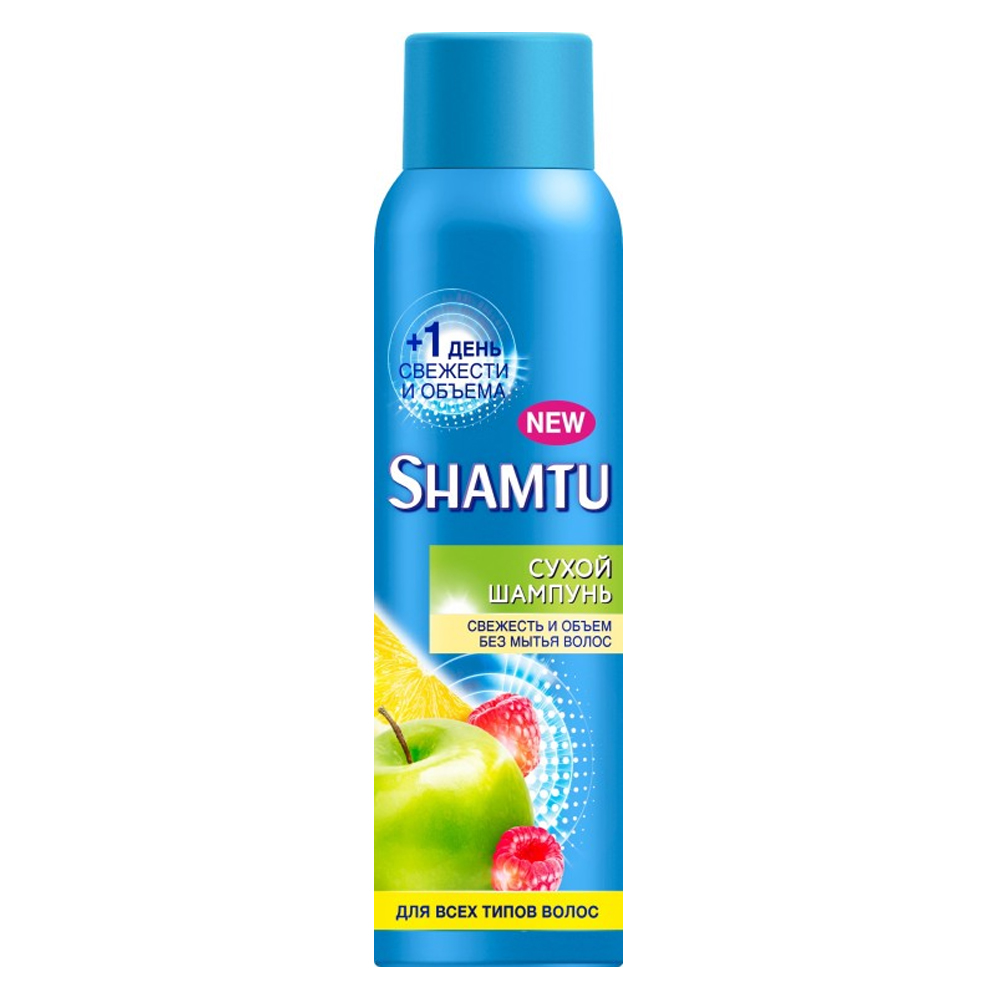 +1 ДЕНЬ
СВЕЖЕСТИ
И ОБЪЕМА
NEW
SHAMTU
СУХОЙ
ШАМПУНЬ
СВЕЖЕСТЬ И ОБЪЕМ
БЕЗ МЫТЬЯ ВОЛОС
ДЛЯ ВСЕХ ТИПОВ ВОЛОС